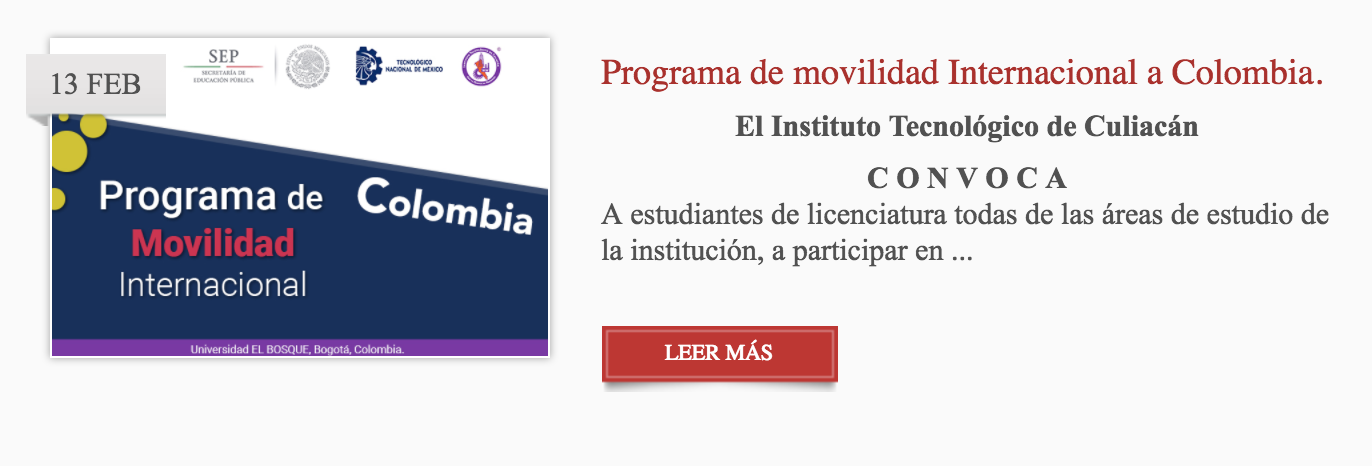 13 FEB
SEP
SECRETARÍA DE
EDUCACIÓN PÚBLICA
TECNOLÓGICO
NACIONAL DE MÉXICO
Programa de
Movilidad
Internacional
Colombia
Universidad EL BOSQUE, Bogotá, Colombia.
Programa de movilidad Internacional a Colombia.
El Instituto Tecnológico de Culiacán
C O N V O C A
A estudiantes de licenciatura todas de las áreas de estudio de
la institución, a participar en ...
LEER MÁS